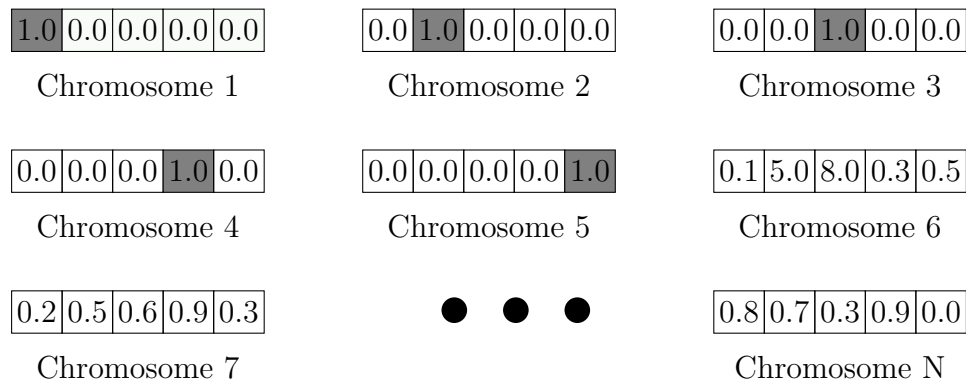 1.0 0.0 0.0 0.0 0.0
Chromosome 1
0.0 1.0 0.0 0.0 0.0
Chromosome 2
0.0 0.0 1.0 0.0 0.0
Chromosome 3
0.0 0.0 0.0 1.0 0.0
Chromosome 4
0.0 0.0 0.0 0.0 1.0
Chromosome 5
0.1 5.0 8.0 0.3 0.5
Chromosome 6
0.2 0.5 0.6 0.9 0.3
Chromosome 7
0.8 0.7 0.3 0.9 0.0
Chromosome N